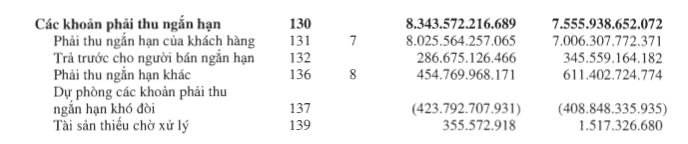 Các khoản phải thu ngắn hạn 130 8.343.572.216.689 7.555.938.652.072
Phải thu ngắn hạn của khách hàng 131 7 8.025.564.257.065 7.006.307.772.371
Trả trước cho người bán ngắn hạn 132 286.675.126.466 345.559.164.182
Phải thu ngắn hạn khác 136 8 454.769.968.171 611.402.724.774
Dự phòng các khoản phải thu
ngắn hạn khó đòi 137 (423.792.707.931) (408.848.335.935)
Tài sản thiếu chờ xử lý 139 355.572.918 1.517.326.680